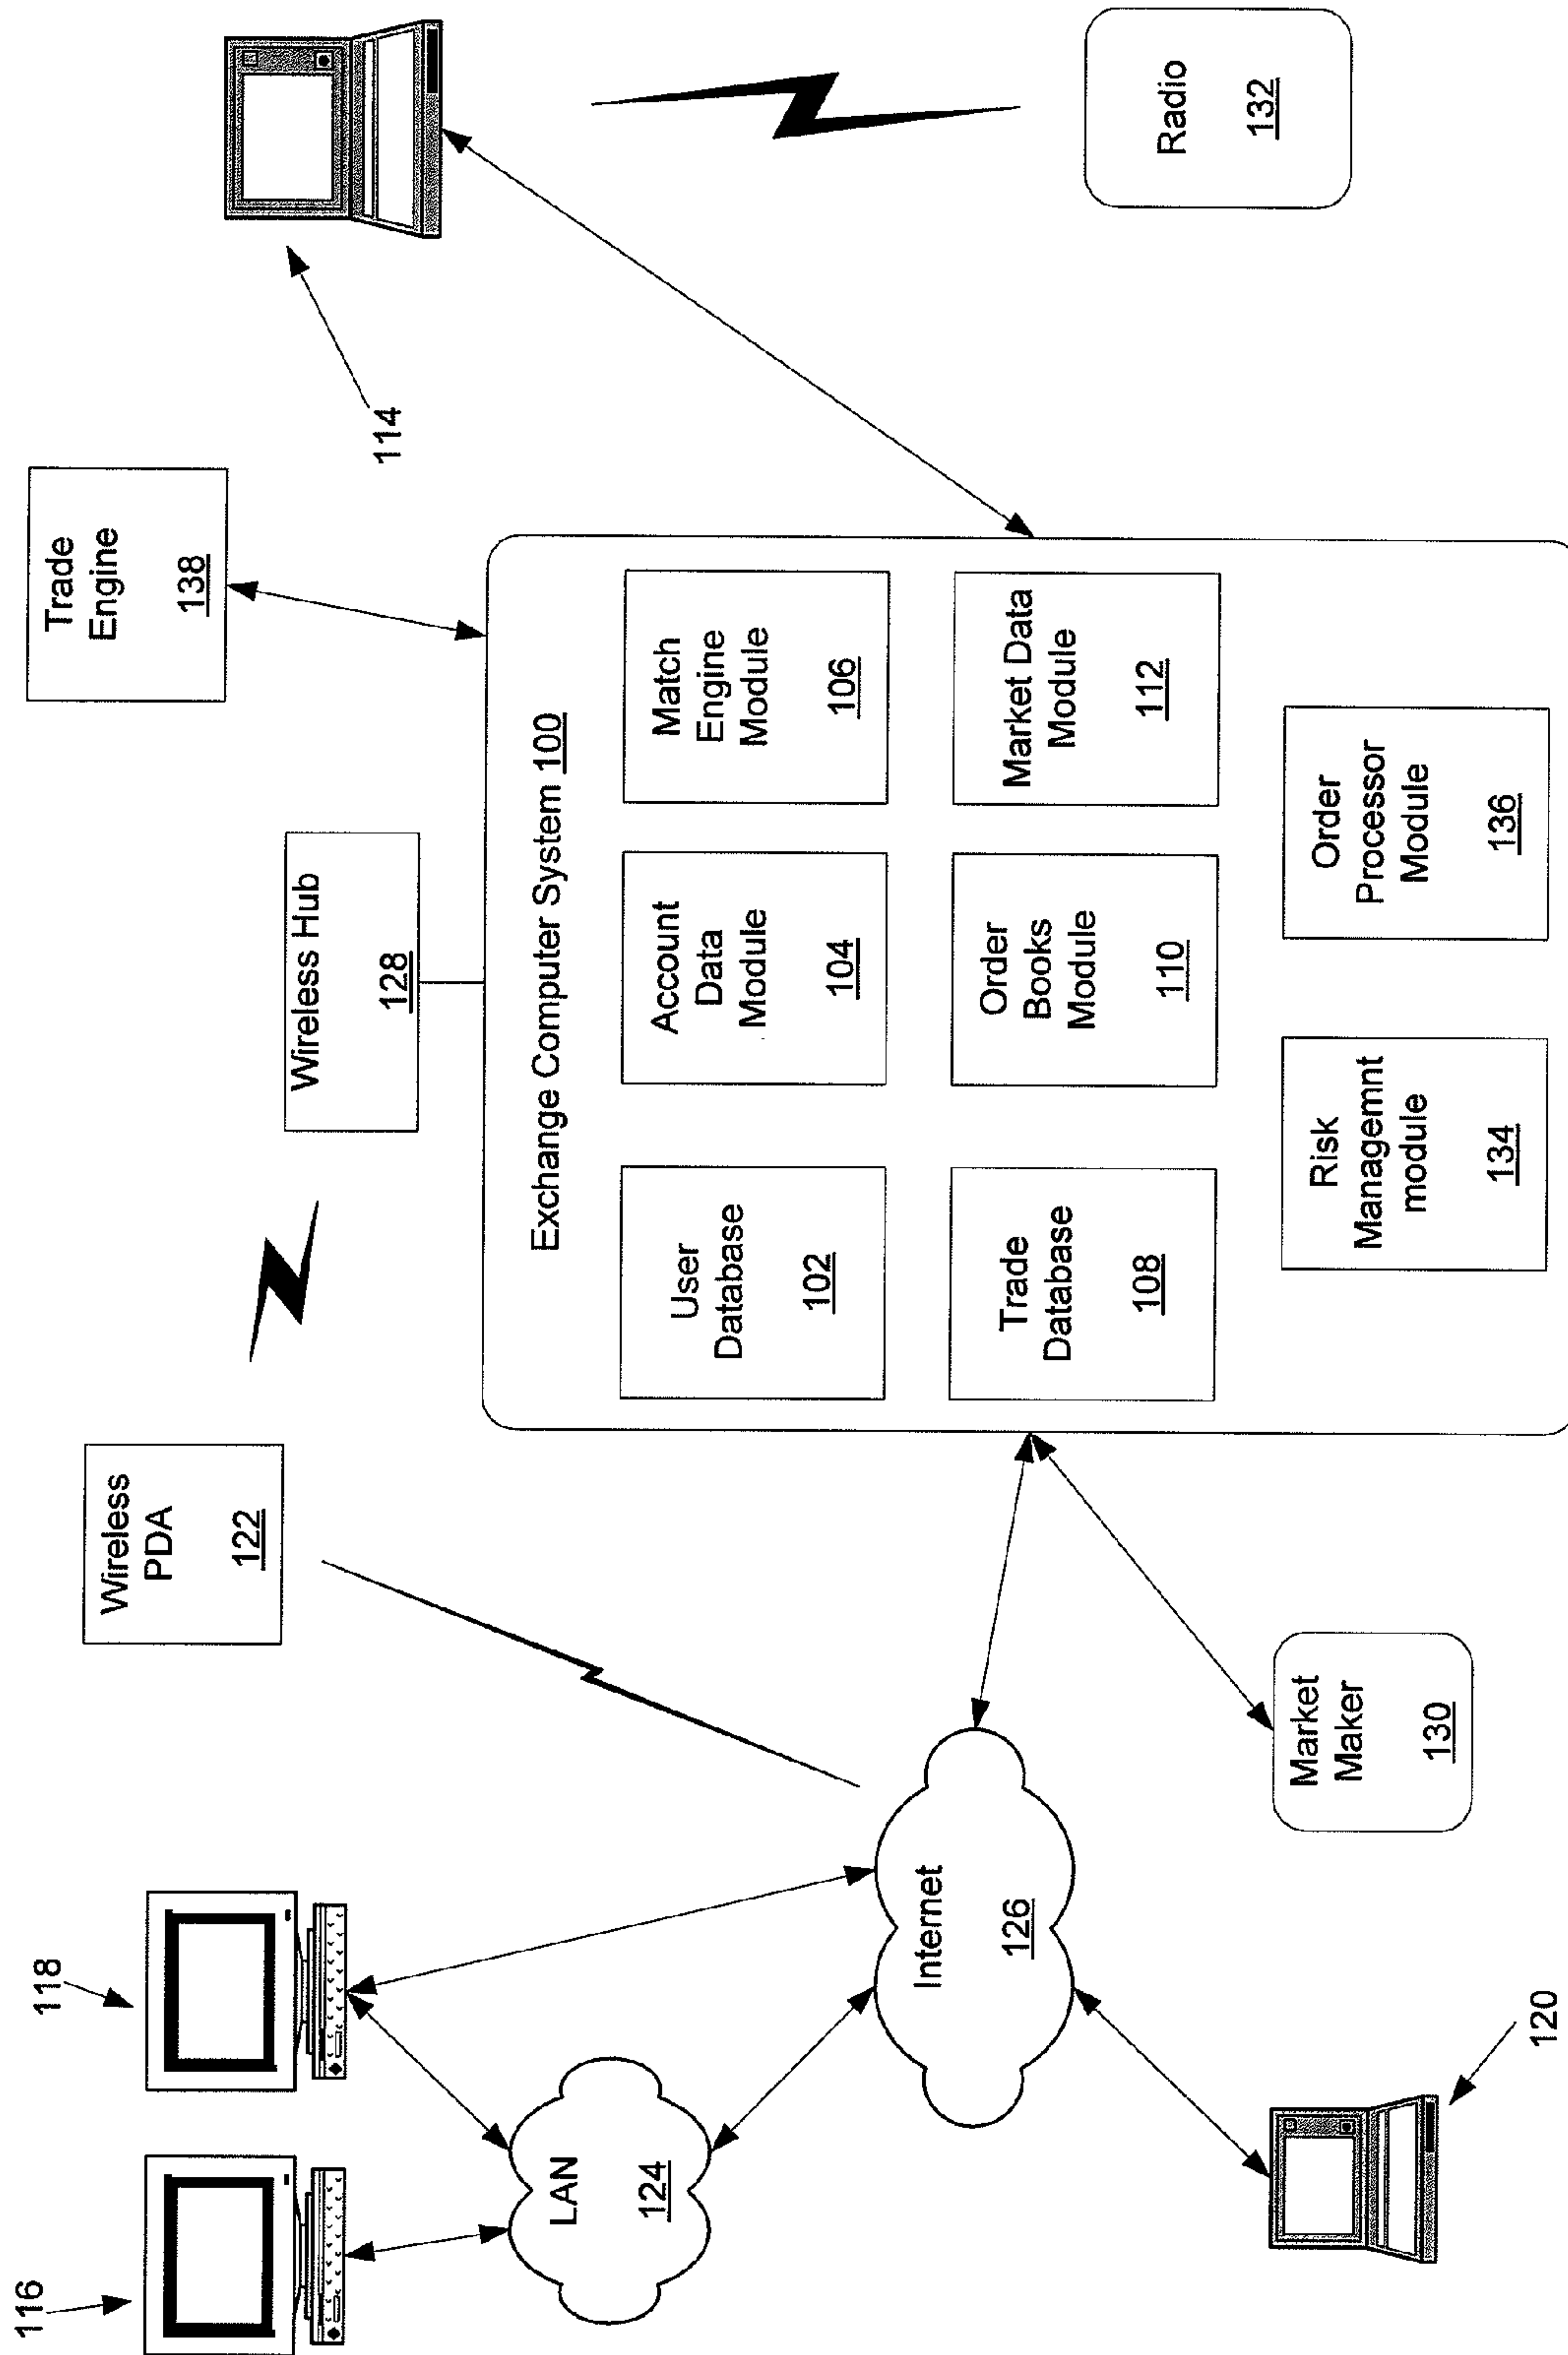 116
118
Wireless
PDA
122
Wireless Hub
128
Trade
Engine
138
114
LAN
124
Internet
126
Exchange Computer System 100
User
Database
102
Account
Data
Module
104
Match
Engine
Module
106
Trade
Database
108
Order
Books
Module
110
Market Data
Module
112
Risk
Managemnt
module
134
Order
Processor
Module
136
Radio
132
120
Market
Maker
130